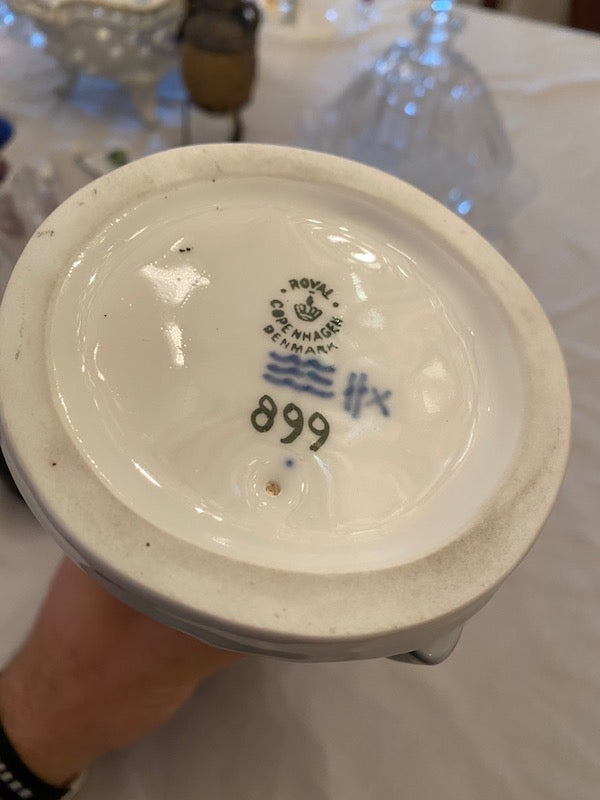 ROYAL
COPENHAGEN
DENMARK
899